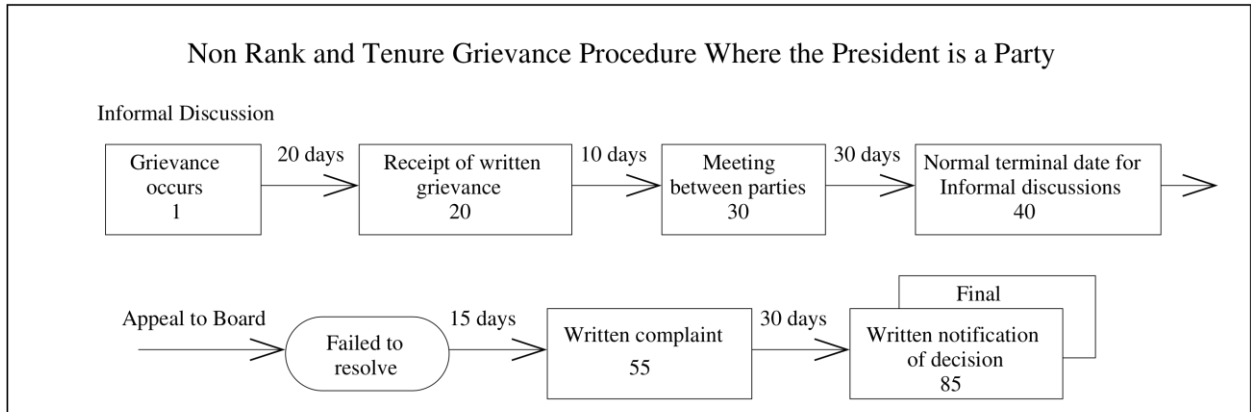 Non Rank and Tenure Grievance Procedure Where the President is a Party
Informal Discussion
Grievance
occurs
1
20 days
Receipt of written
grievance
20
10 days
Meeting
between parties
30
30 days
Normal terminal date for
Informal discussions
40
Appeal to Board
Failed to
resolve
15 days
Written complaint
55
30 days
Final
Written notification
of decision
85